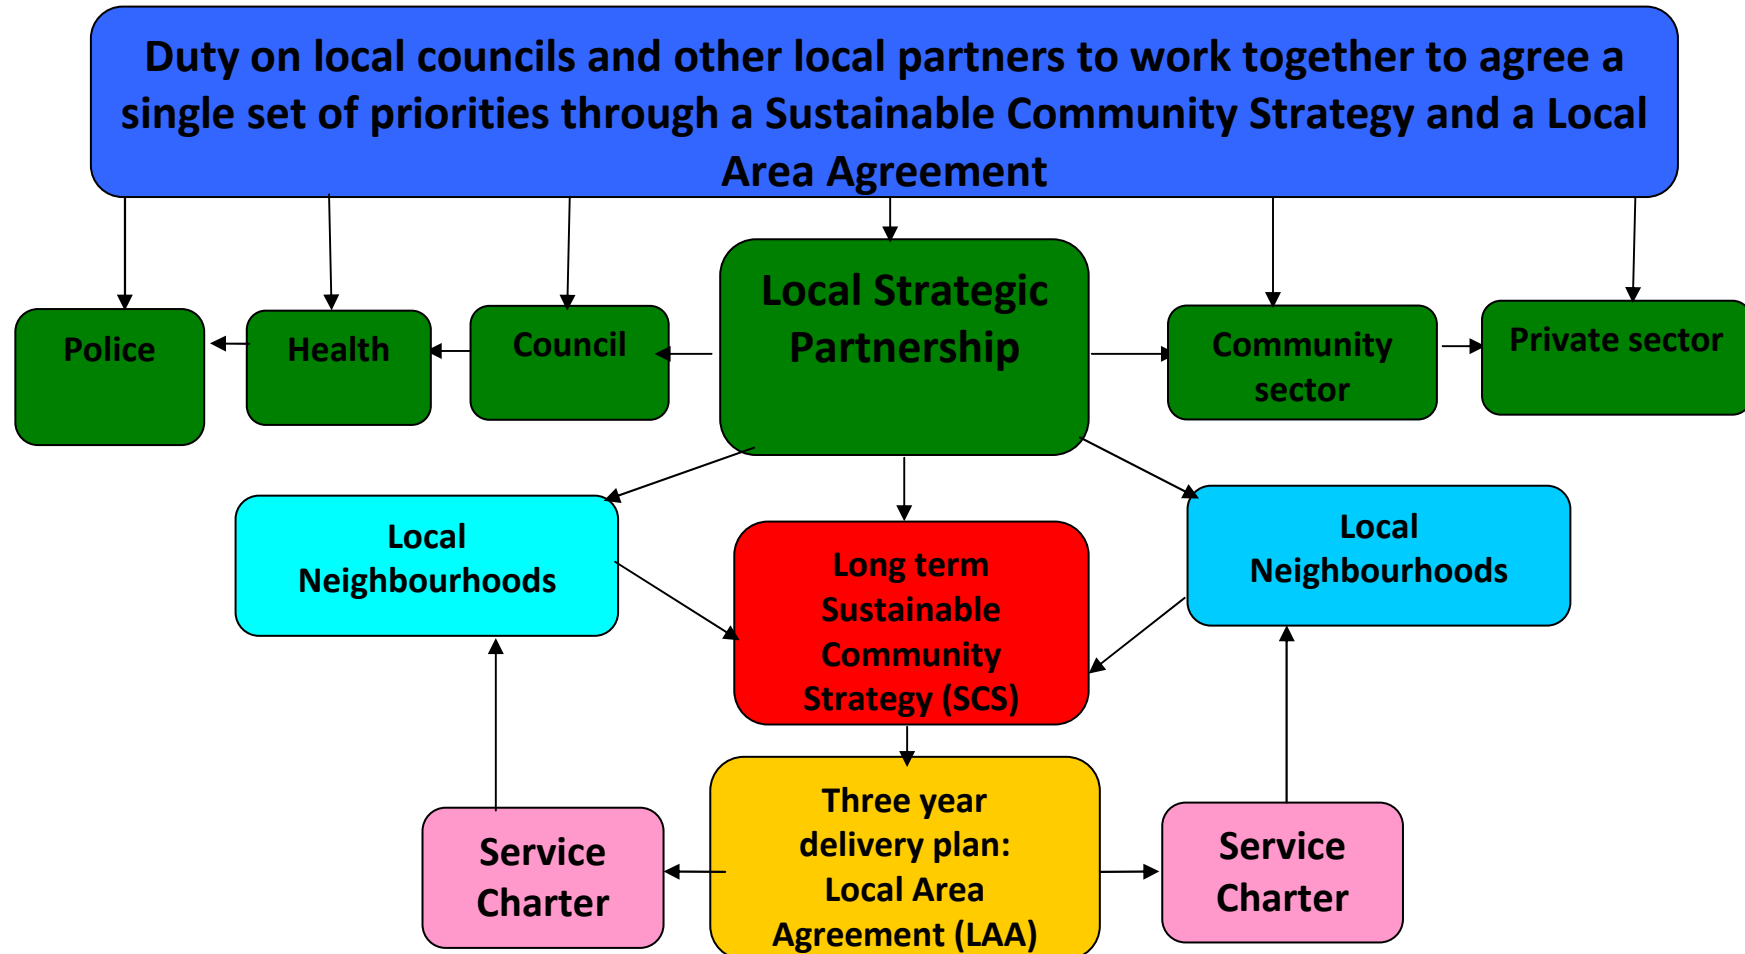 Duty on local councils and other local partners to work together to agree a
single set of priorities through a Sustainable Community Strategy and a Local
Area Agreement
Local Strategic
Partnership
Police
Health
Council
Community
sector
Private sector
Local
Neighbourhoods
Long term
Sustainable
Community
Strategy (SCS)
Local
Neighbourhoods
Service
Charter
Three year
delivery plan:
Local Area
Agreement (LAA)
Service
Charter